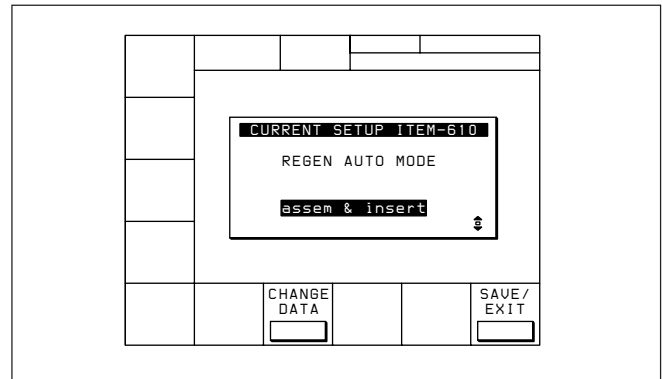 CURRENT SETUP ITEM-610
REGEN AUTO MODE
assem & insert
CHANGE
DATA
SAVE/
EXIT